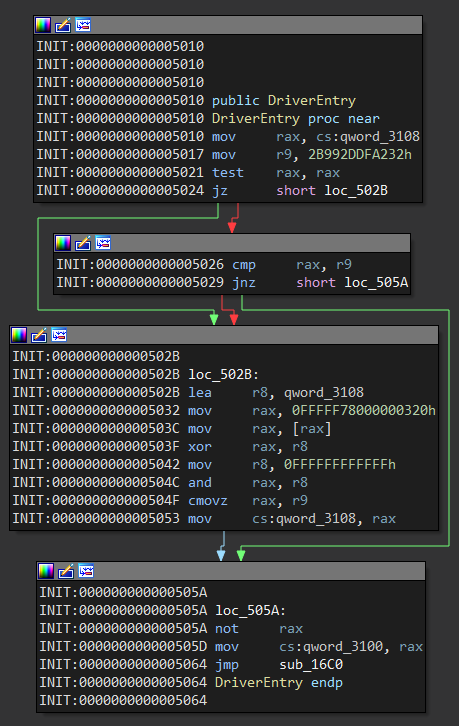 INIT:0000000000005010
INIT:0000000000005010
INIT:0000000000005010
INIT:0000000000005010 public DriverEntry
INIT:0000000000005010 DriverEntry proc near
INIT:0000000000005010 mov rax, cs:qword_3108
INIT:0000000000005017 mov r9, 2B992DDFA232h
INIT:0000000000005021 test rax, rax
INIT:0000000000005024 jz short loc_502B
INIT:0000000000005026 cmp rax, r9
INIT:0000000000005029 jnz short loc_505A
INIT:000000000000502B
INIT:000000000000502B loc_502B:
INIT:000000000000502B lea r8, qword_3108
INIT:0000000000005032 mov rax, 0FFFFF78000000320h
INIT:000000000000503C mov rax, [rax]
INIT:000000000000503F xor rax, r8
INIT:0000000000005042 mov r8, 0FFFFFFFFFFFFh
INIT:000000000000504C and rax, r8
INIT:000000000000504F cmovz rax, r9
INIT:0000000000005053 mov cs:qword_3108, rax
INIT:000000000000505A
INIT:000000000000505A loc_505A:
INIT:000000000000505A not rax
INIT:000000000000505D mov cs:qword_3100, rax
INIT:0000000000005064 jmp sub_16C0
INIT:0000000000005064 DriverEntry endp
INIT:0000000000005064